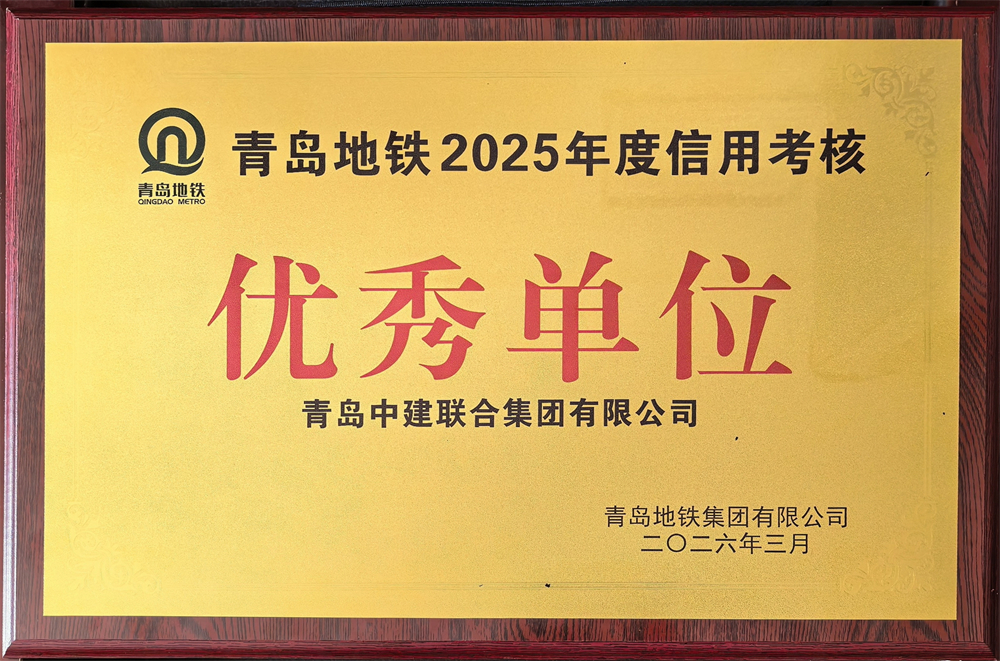 青岛地铁
QINGDAO METRO
青岛地铁2025年度信用考核
优秀单位
青岛中建联合集团有限公司
青岛地铁集团有限公司
二〇二六年三月